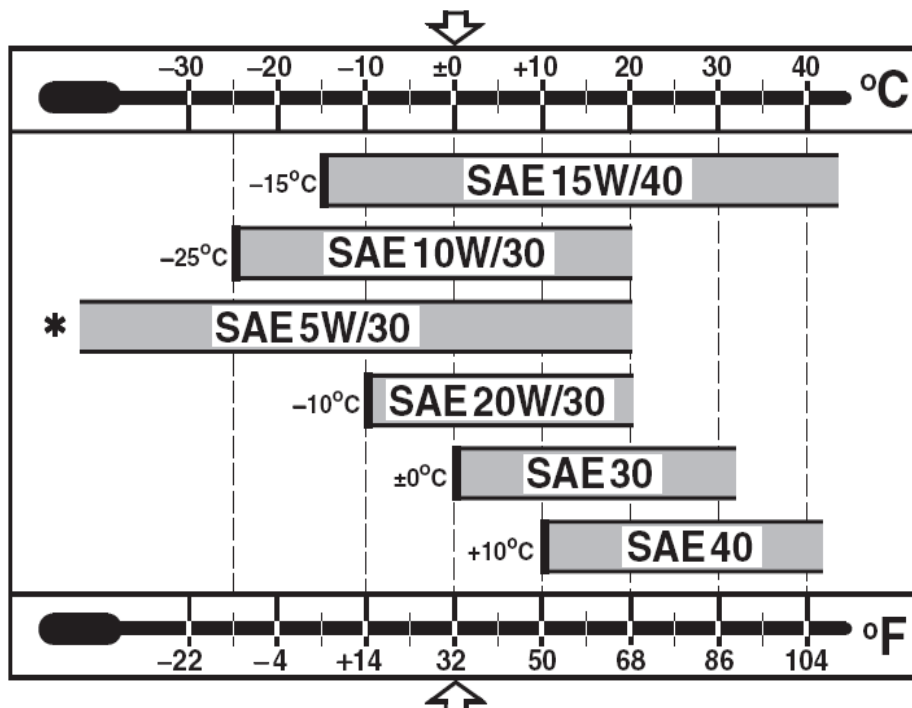 –30 –20 –10 ±0 +10 20 30 40 °C
–15°C SAE 15W/40
–25°C SAE 10W/30
* SAE 5W/30
–10°C SAE 20W/30
±0°C SAE 30
+10°C SAE 40
–22 –4 +14 32 50 68 86 104 °F